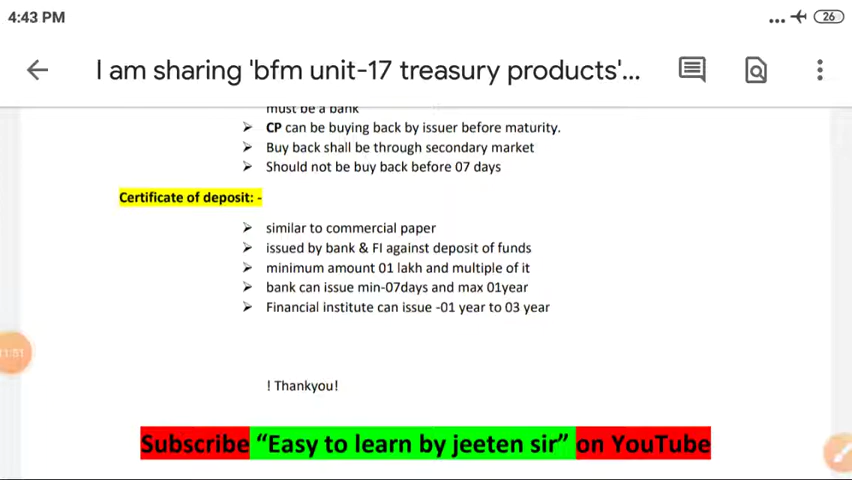 4:43 PM
26
I am sharing 'bfm unit-17 treasury products'...
must be a bank
➢ CP can be buying back by issuer before maturity.
➢ Buy back shall be through secondary market
➢ Should not be buy back before 07 days
Certificate of deposit: -
➢ similar to commercial paper
➢ issued by bank & FI against deposit of funds
➢ minimum amount 01 lakh and multiple of it
➢ bank can issue min-07days and max 01year
➢ Financial institute can issue -01 year to 03 year
11:51
! Thankyou!
Subscribe “Easy to learn by jeeten sir” on YouTube